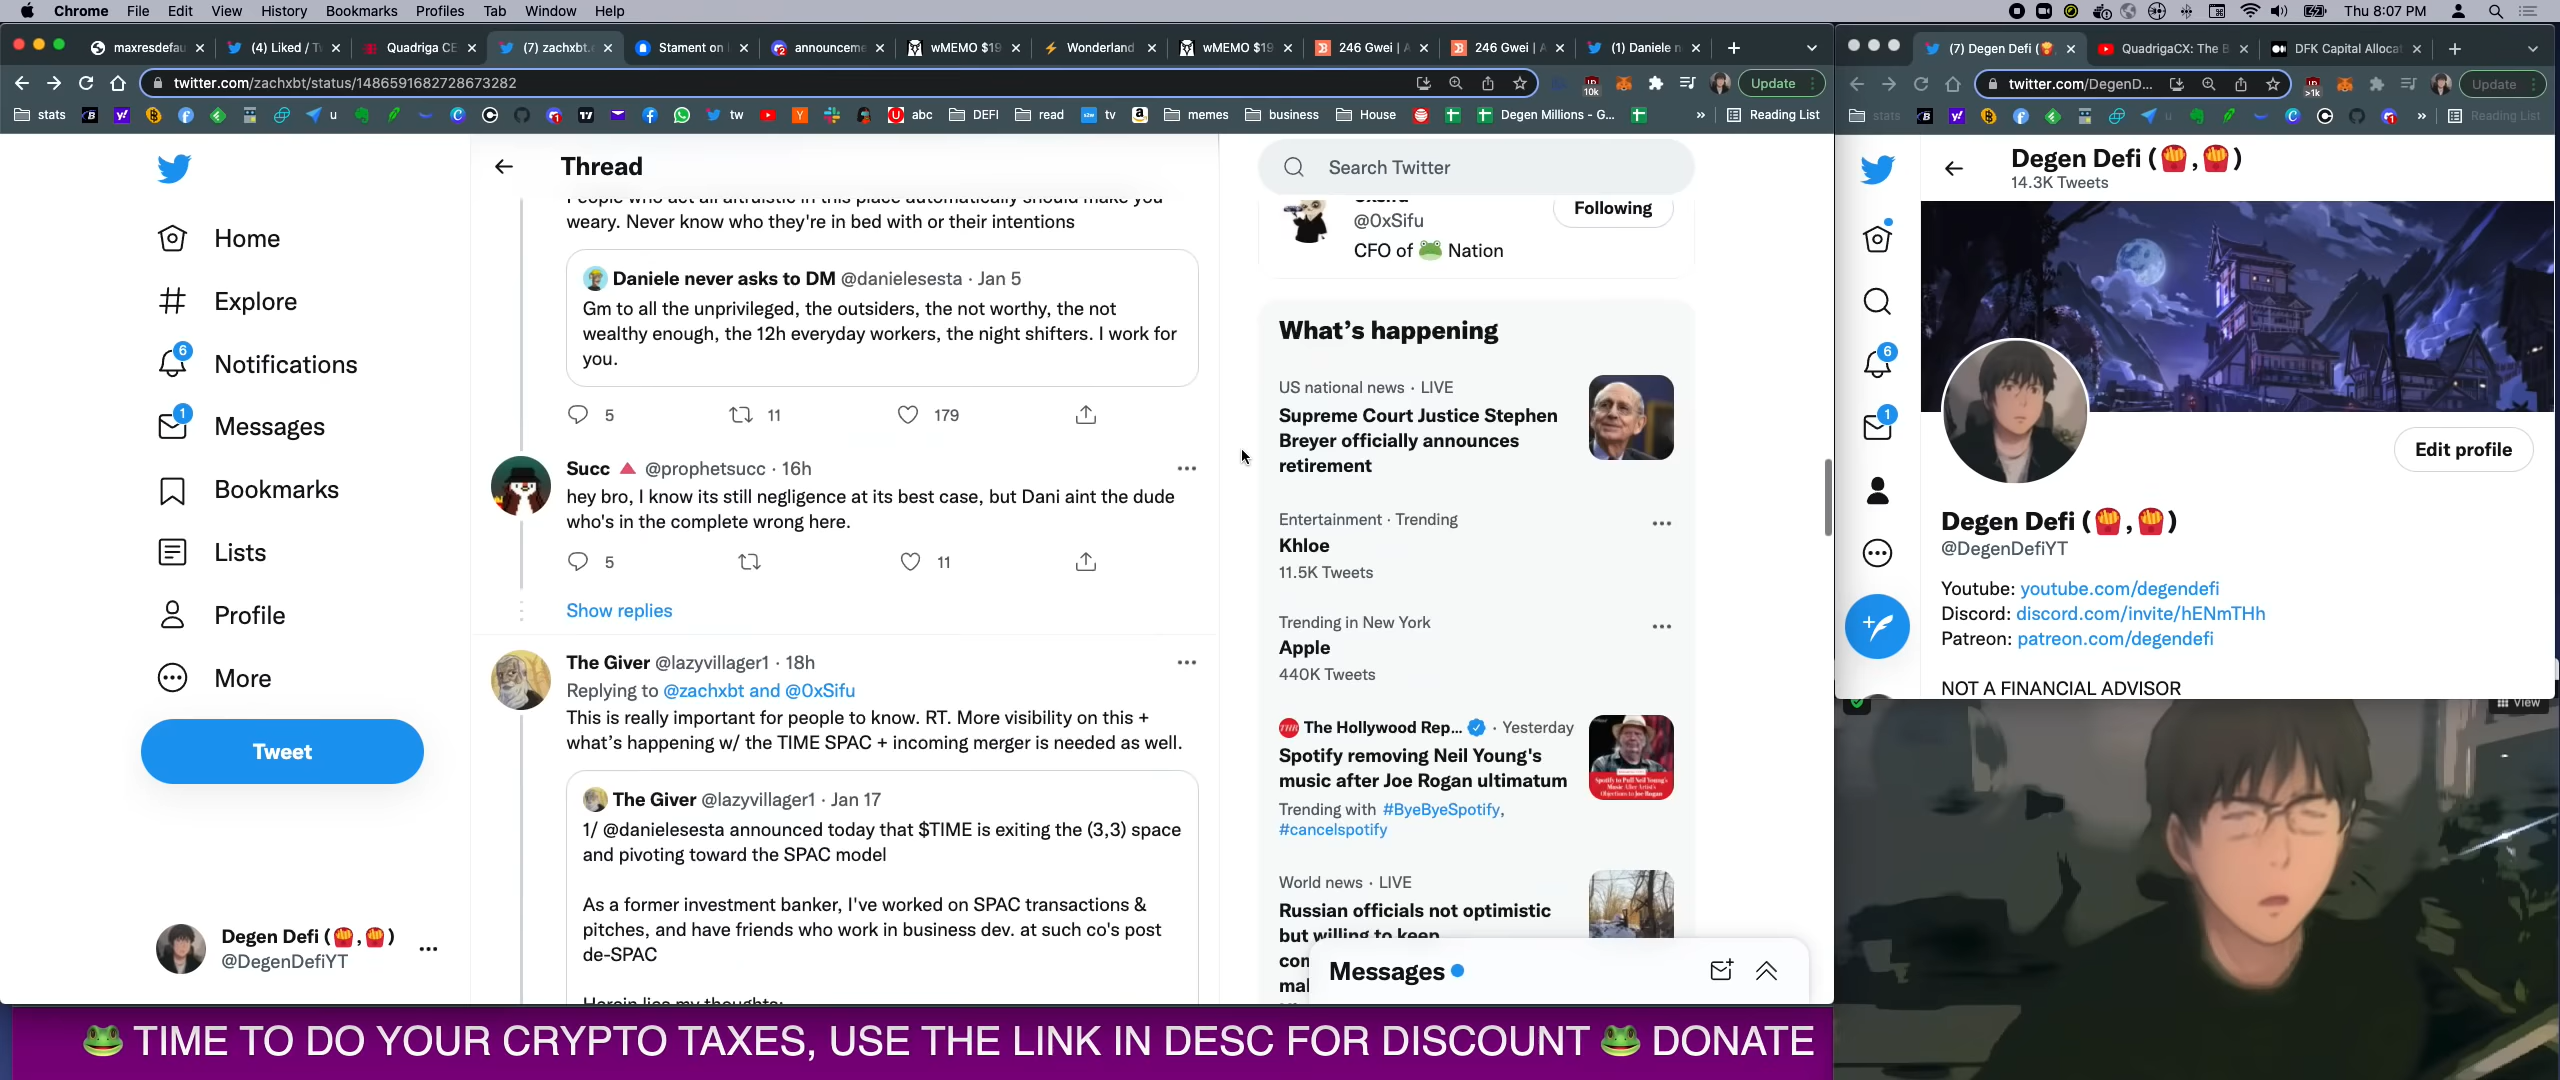 Chrome File Edit View History Bookmarks Profiles Tab Window Help
Thu 8:07 PM
maxresdefau
(4) Liked / Tw
Quadriga CE
(7) zachxbt.
Stament on
announceme
wMEMO $19
Wonderland
wMEMO $19
246 Gwei | A
246 Gwei | A
(1) Daniele n
twitter.com/zachxbt/status/1486591682728673282
10k
Update
stats
u
abc
DEFI
read
tv
tw
memes
business
House
Degen Millions - G...
»
Reading List
Thread
weary. Never know who they're in bed with or their intentions
Daniele never asks to DM @danielesesta · Jan 5
Gm to all the unprivileged, the outsiders, the not worthy, the not
wealthy enough, the 12h everyday workers, the night shifters. I work for
you.
5 11 179
Succ 🔺 @prophetsucc · 16h
hey bro, I know its still negligence at its best case, but Dani aint the dude
who's in the complete wrong here.
5 11
Show replies
The Giver @lazyvillager1 · 18h
Replying to @zachxbt and @0xSifu
This is really important for people to know. RT. More visibility on this +
what's happening w/ the TIME SPAC + incoming merger is needed as well.
The Giver @lazyvillager1 · Jan 17
1/ @danielesesta announced today that $TIME is exiting the (3,3) space
and pivoting toward the SPAC model
As a former investment banker, I've worked on SPAC transactions &
pitches, and have friends who work in business dev. at such co's post
de-SPAC
Home
Explore
6
Notifications
1
Messages
Bookmarks
Lists
Profile
More
Tweet
Degen Defi (🍟,🍟)
@DegenDefiYT
Search Twitter
@0xSifu
Following
CFO of 🐸 Nation
What's happening
US national news · LIVE
Supreme Court Justice Stephen
Breyer officially announces
retirement
Entertainment · Trending
Khloe
11.5K Tweets
Trending in New York
Apple
440K Tweets
THR The Hollywood Rep... · Yesterday
Spotify removing Neil Young's
music after Joe Rogan ultimatum
Trending with #ByeByeSpotify,
#cancelspotify
World news · LIVE
Russian officials not optimistic
but willing to keep
Messages
(7) Degen Defi (🍟
QuadrigaCX: The B
DFK Capital Allocat
twitter.com/DegenD...
>1k
Update
stats
u
»
Reading List
Degen Defi (🍟,🍟)
14.3K Tweets
6
1
Edit profile
Degen Defi (🍟,🍟)
@DegenDefiYT
Youtube: youtube.com/degendefi
Discord: discord.com/invite/hENmTHh
Patreon: patreon.com/degendefi
NOT A FINANCIAL ADVISOR
View
🐸 TIME TO DO YOUR CRYPTO TAXES, USE THE LINK IN DESC FOR DISCOUNT 🐸 DONATE